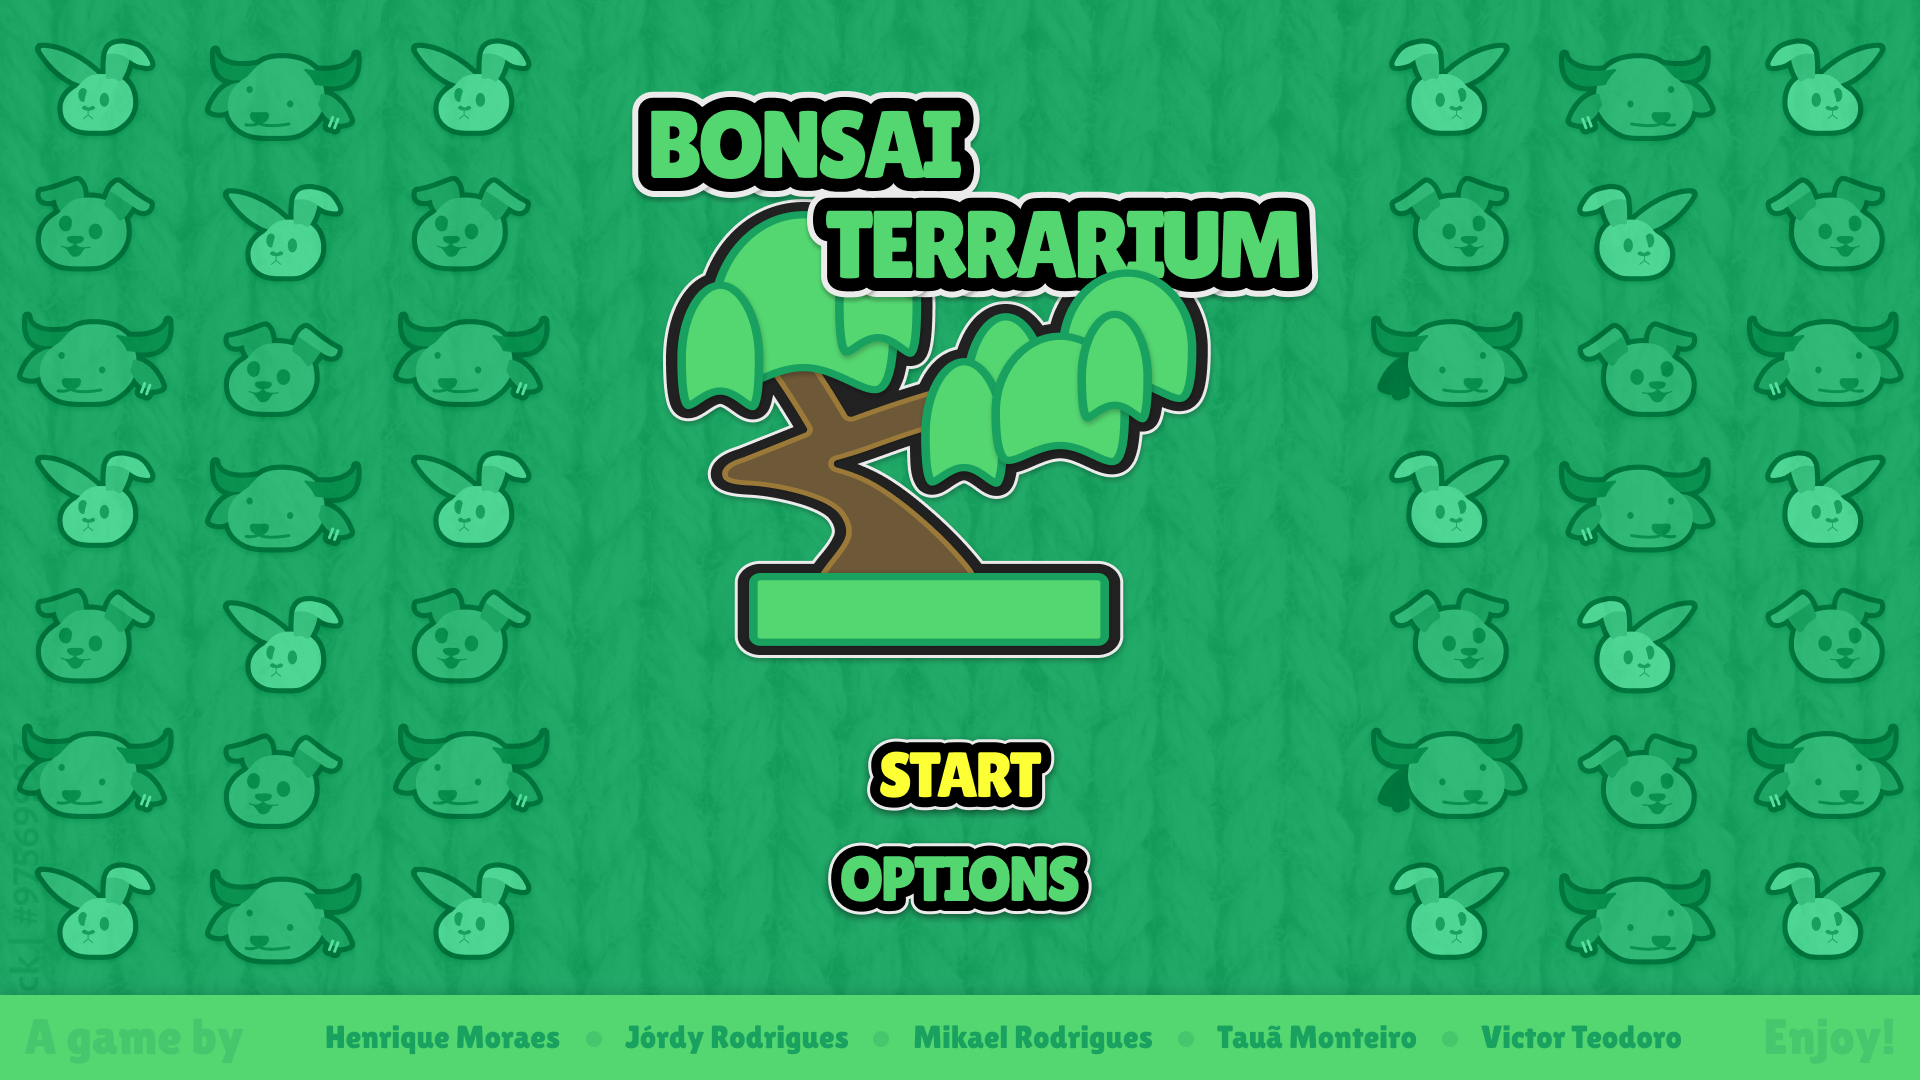 BONSAI
TERRARIUM
START
OPTIONS
A game by
Henrique Moraes • Jórdy Rodrigues • Mikael Rodrigues • Tauã Monteiro • Victor Teodoro
Enjoy!